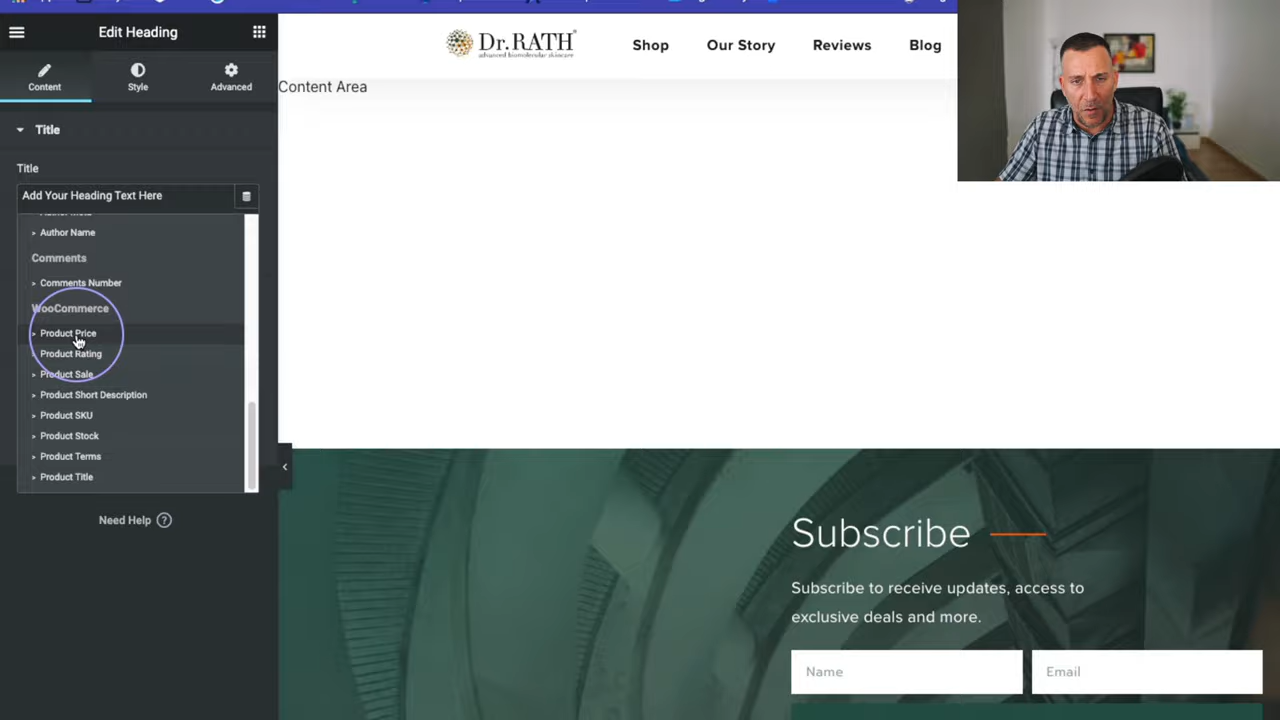 Edit Heading
Content
Style
Advanced
Title
Title
Add Your Heading Text Here
Author Name
Comments
Comments Number
WooCommerce
Product Price
Product Rating
Product Sale
Product Short Description
Product SKU
Product Stock
Product Terms
Product Title
Need Help ?
Dr.RATH®
advanced biomolecular skincare
Shop
Our Story
Reviews
Blog
Content Area
Subscribe
Subscribe to receive updates, access to
exclusive deals and more.
Name
Email